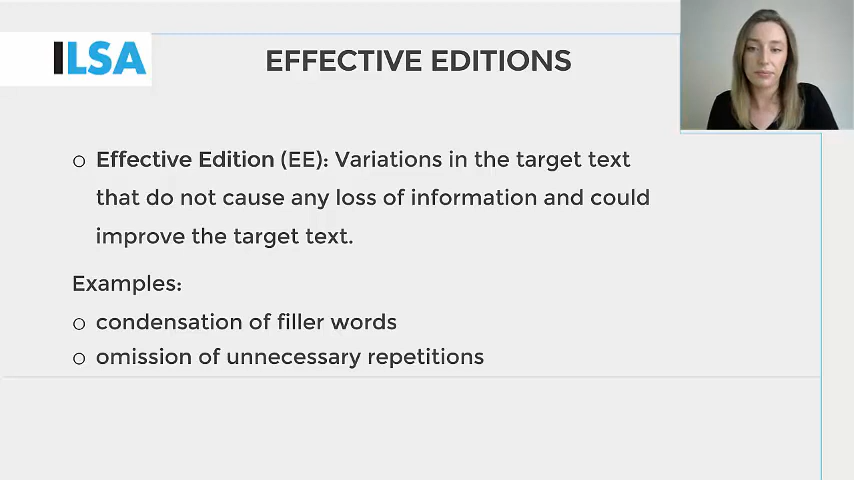 ILSA
EFFECTIVE EDITIONS
o Effective Edition (EE): Variations in the target text
that do not cause any loss of information and could
improve the target text.
Examples:
o condensation of filler words
o omission of unnecessary repetitions